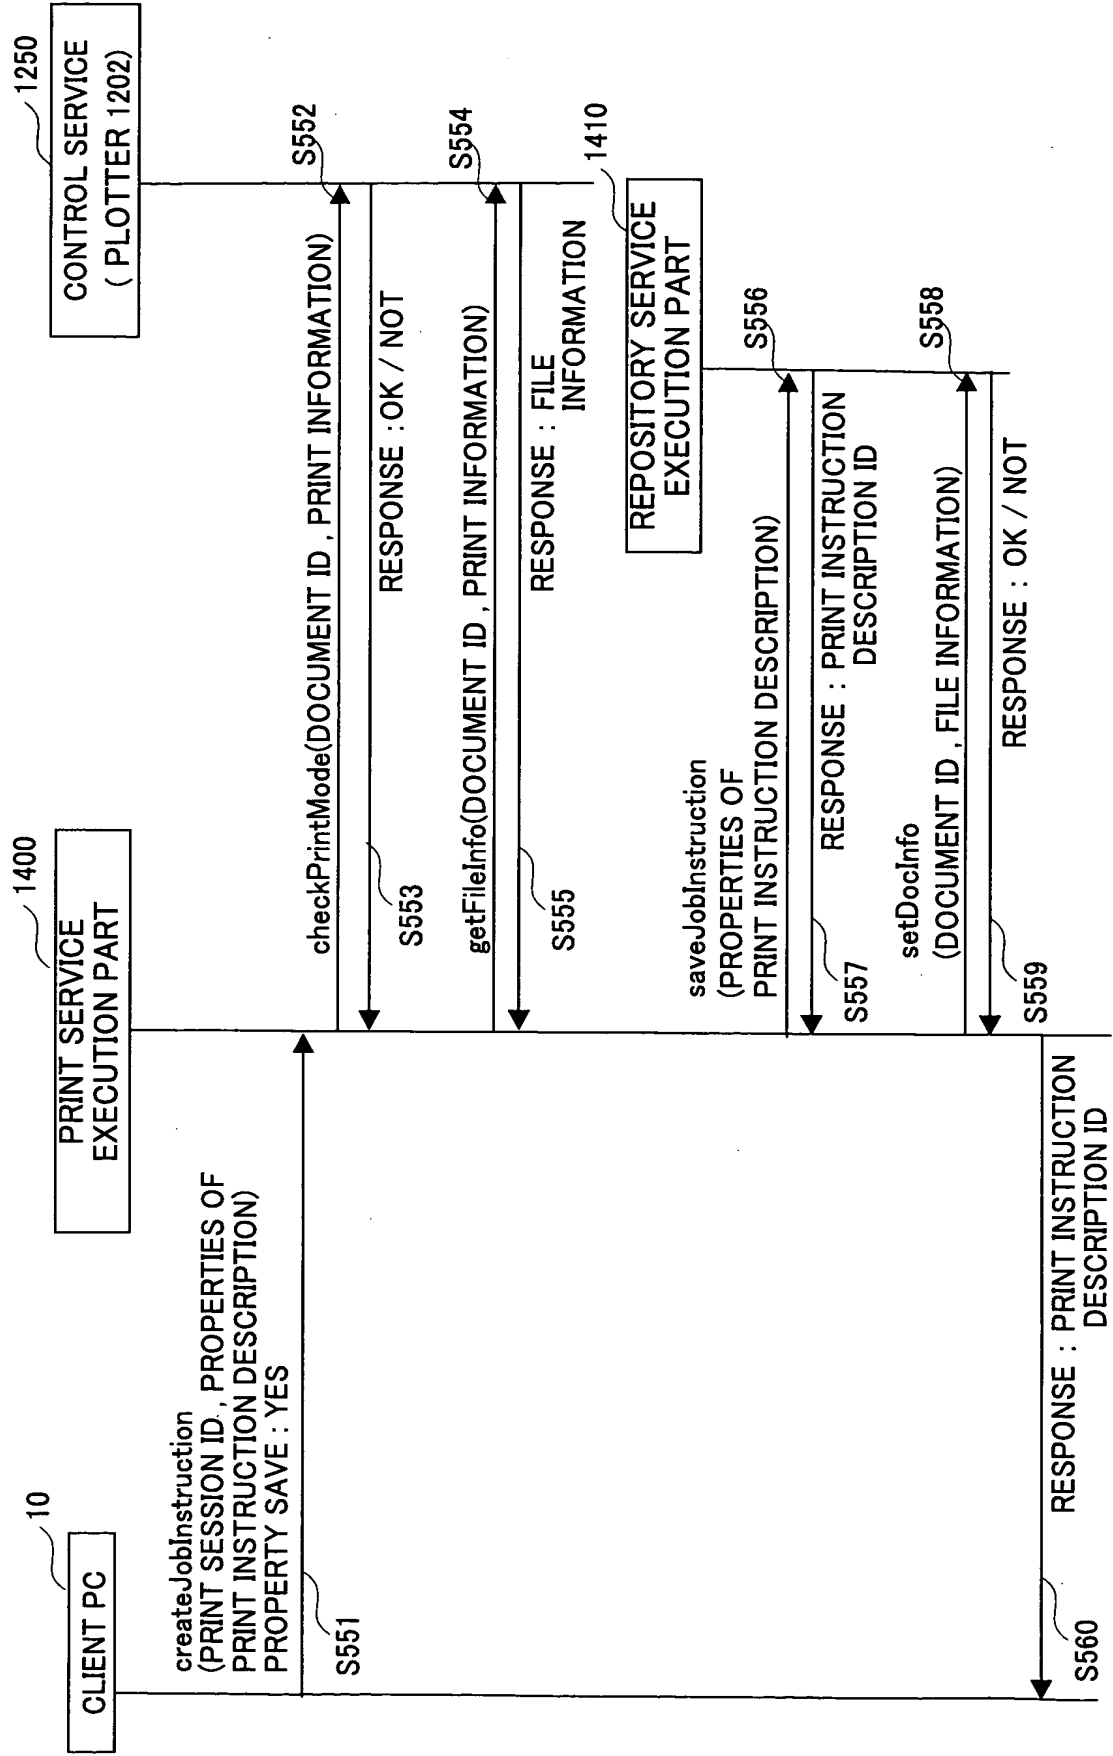 10
CLIENT PC
1400
PRINT SERVICE
EXECUTION PART
1250
CONTROL SERVICE
( PLOTTER 1202)
createJobInstruction
(PRINT SESSION ID , PROPERTIES OF
PRINT INSTRUCTION DESCRIPTION)
PROPERTY SAVE : YES
S551
checkPrintMode(DOCUMENT ID , PRINT INFORMATION)
S552
RESPONSE :OK / NOT
S553
getFileInfo(DOCUMENT ID , PRINT INFORMATION)
S554
RESPONSE : FILE
INFORMATION
S555
1410
REPOSITORY SERVICE
EXECUTION PART
saveJobInstruction
(PROPERTIES OF
PRINT INSTRUCTION DESCRIPTION)
S556
RESPONSE : PRINT INSTRUCTION
DESCRIPTION ID
S557
setDocInfo
(DOCUMENT ID , FILE INFORMATION)
S558
RESPONSE : OK / NOT
S559
RESPONSE : PRINT INSTRUCTION
DESCRIPTION ID
S560